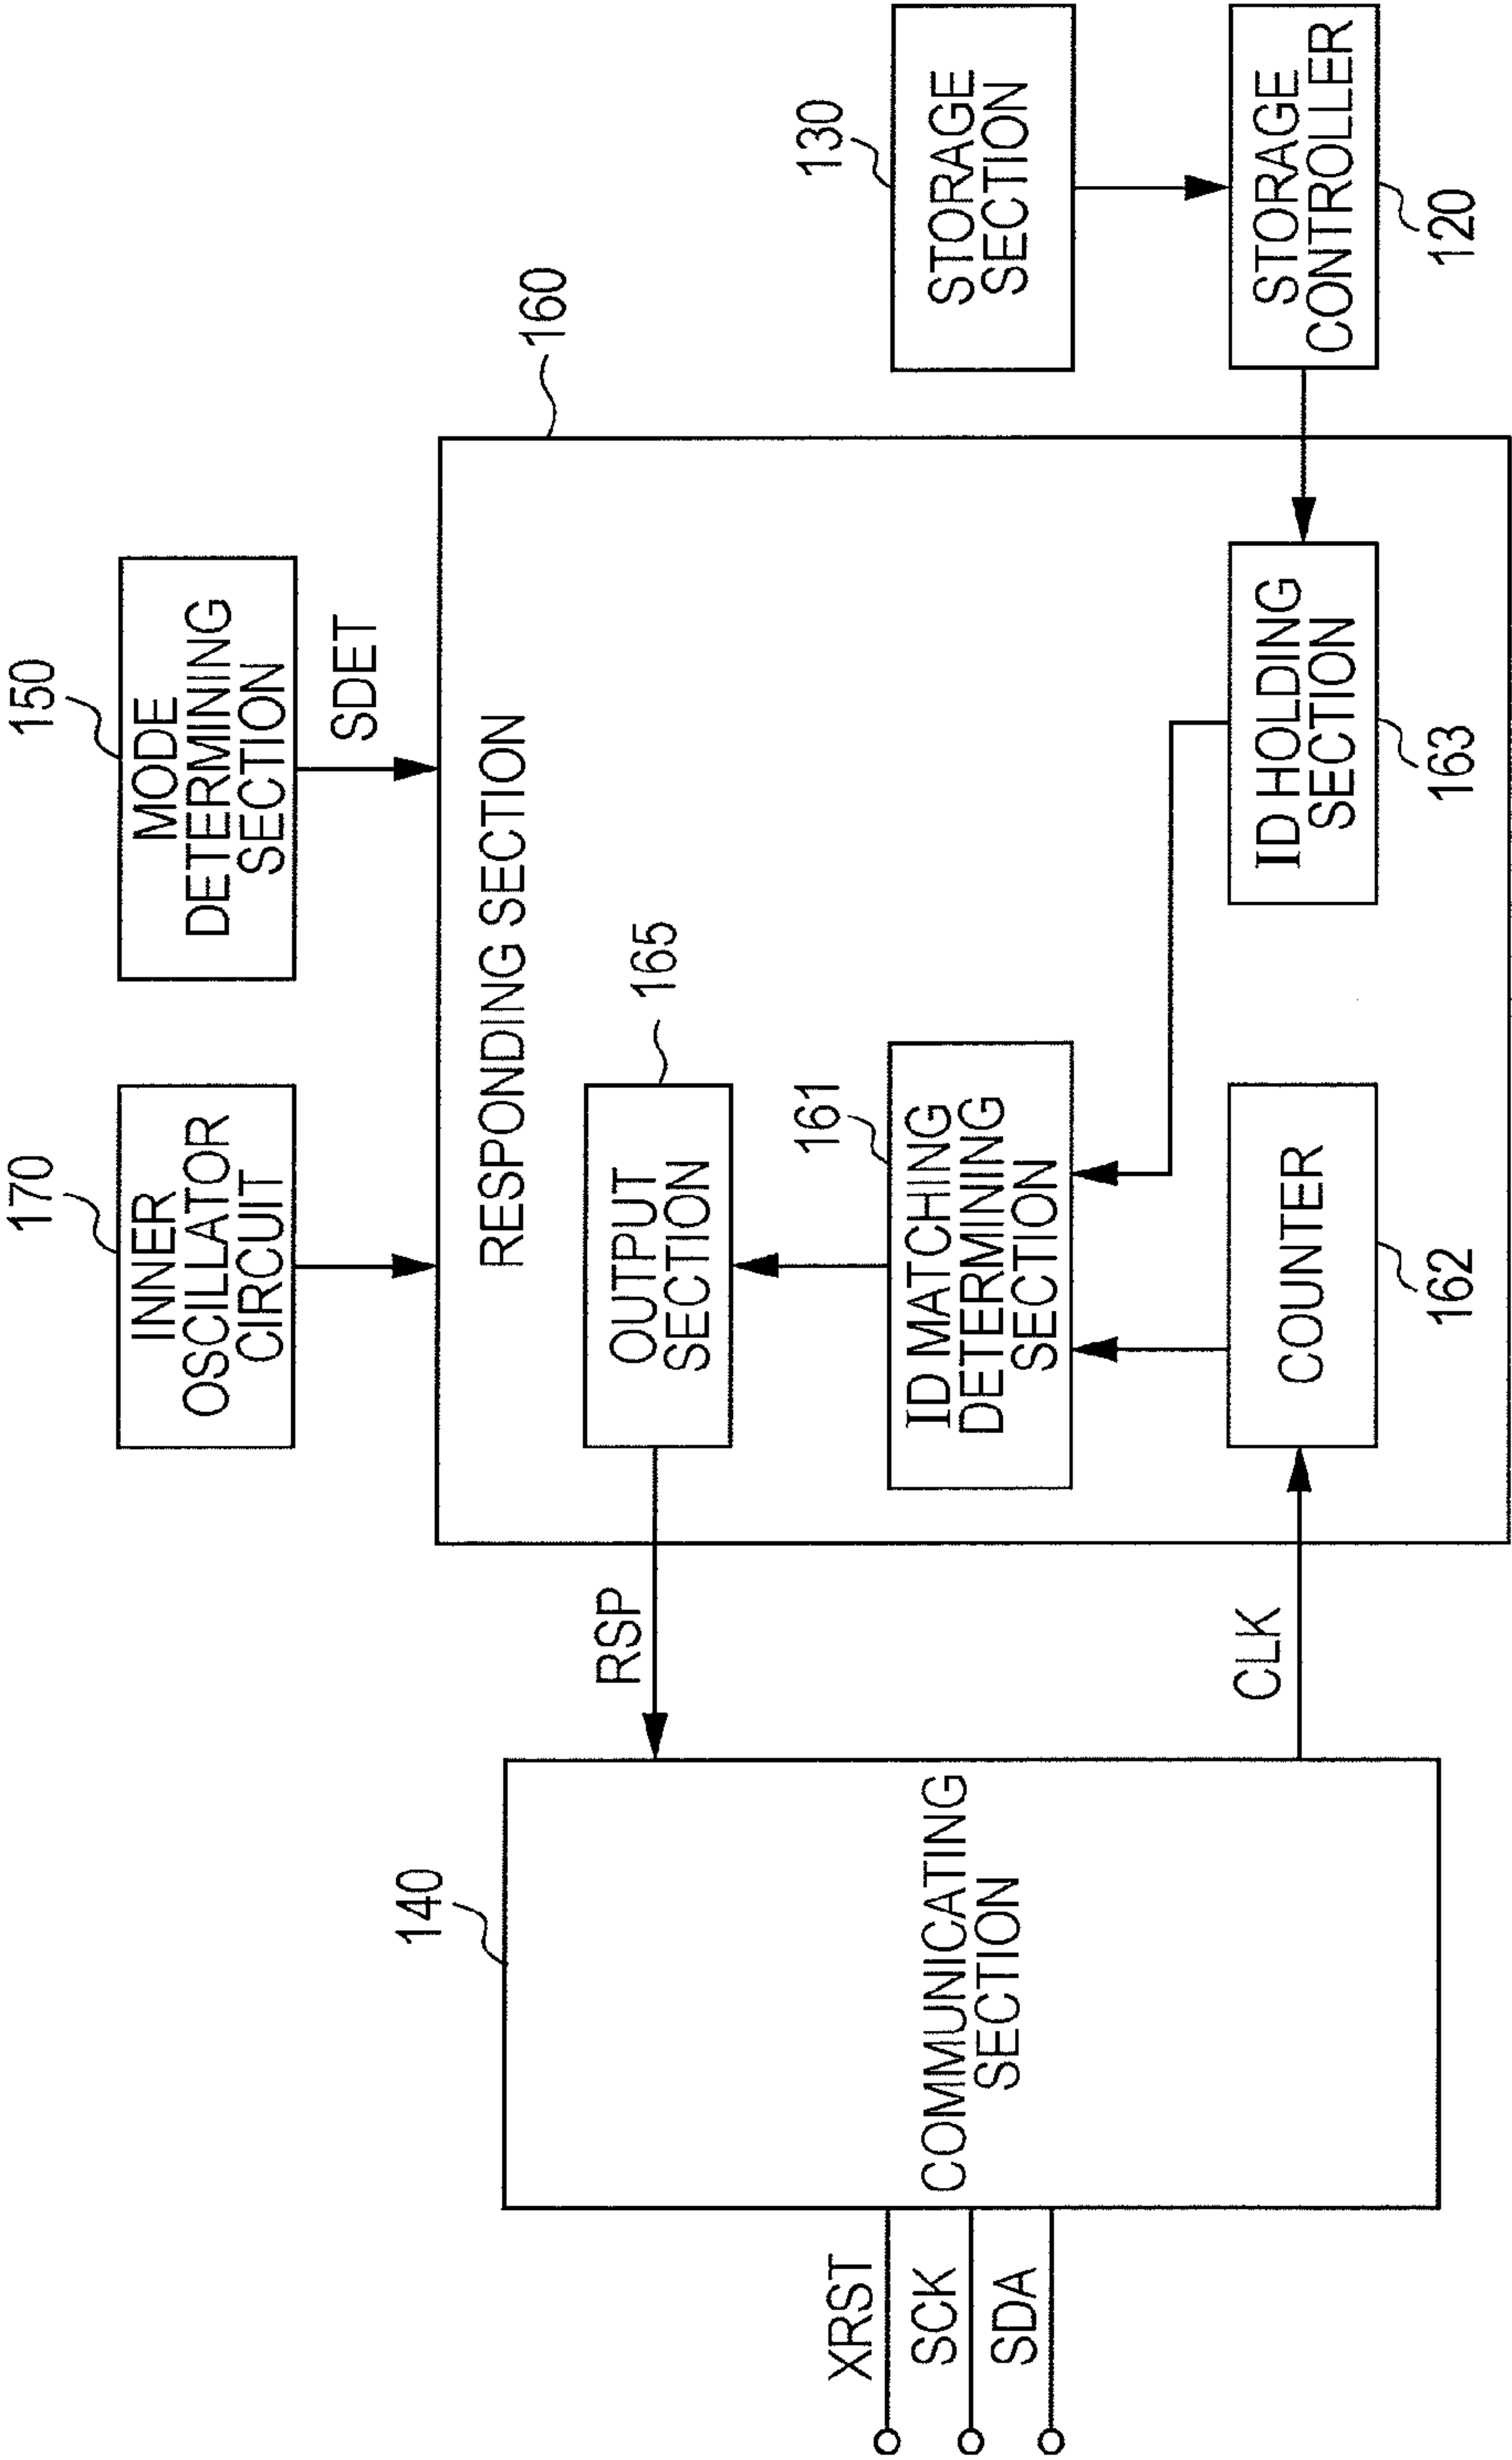 170
INNER
OSCILLATOR
CIRCUIT
150
MODE
DETERMINING
SECTION
SDET
160
RESPONDING SECTION
140
COMMUNICATING
SECTION
XRST
SCK
SDA
RSP
CLK
165
OUTPUT
SECTION
161
ID MATCHING
DETERMINING
SECTION
COUNTER
162
ID HOLDING
SECTION
163
130
STORAGE
SECTION
STORAGE
CONTROLLER
120